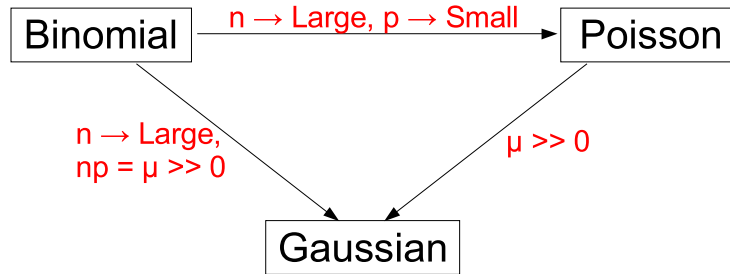 Binomial
n → Large, p → Small
Poisson
n → Large,
np = μ >> 0
μ >> 0
Gaussian